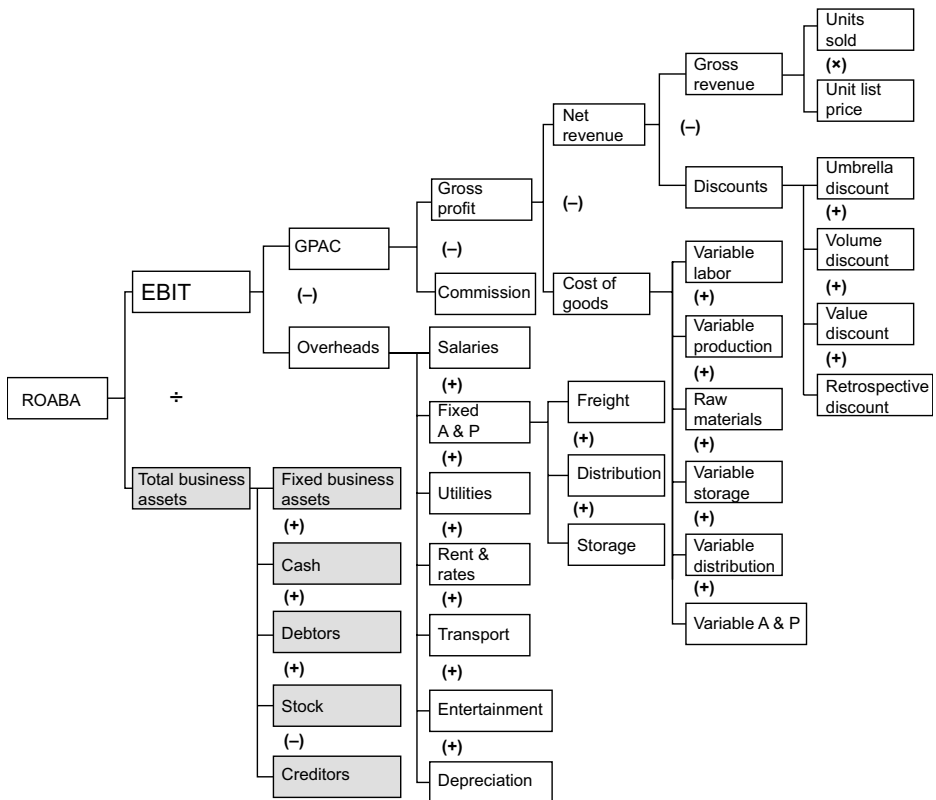 Units
sold
(×)
Unit list
price
Gross
revenue
(–)
Discounts
Umbrella
discount
(+)
Volume
discount
(+)
Value
discount
(+)
Retrospective
discount
Net
revenue
(–)
Cost of
goods
Variable
labor
(+)
Variable
production
(+)
Raw
materials
(+)
Variable
storage
(+)
Variable
distribution
(+)
Variable A & P
Gross
profit
(–)
Commission
GPAC
(–)
Overheads
Salaries
(+)
Fixed
A & P
(+)
Utilities
(+)
Rent &
rates
(+)
Transport
(+)
Entertainment
(+)
Depreciation
Freight
(+)
Distribution
(+)
Storage
EBIT
÷
ROABA
Total business
assets
Fixed business
assets
(+)
Cash
(+)
Debtors
(+)
Stock
(–)
Creditors